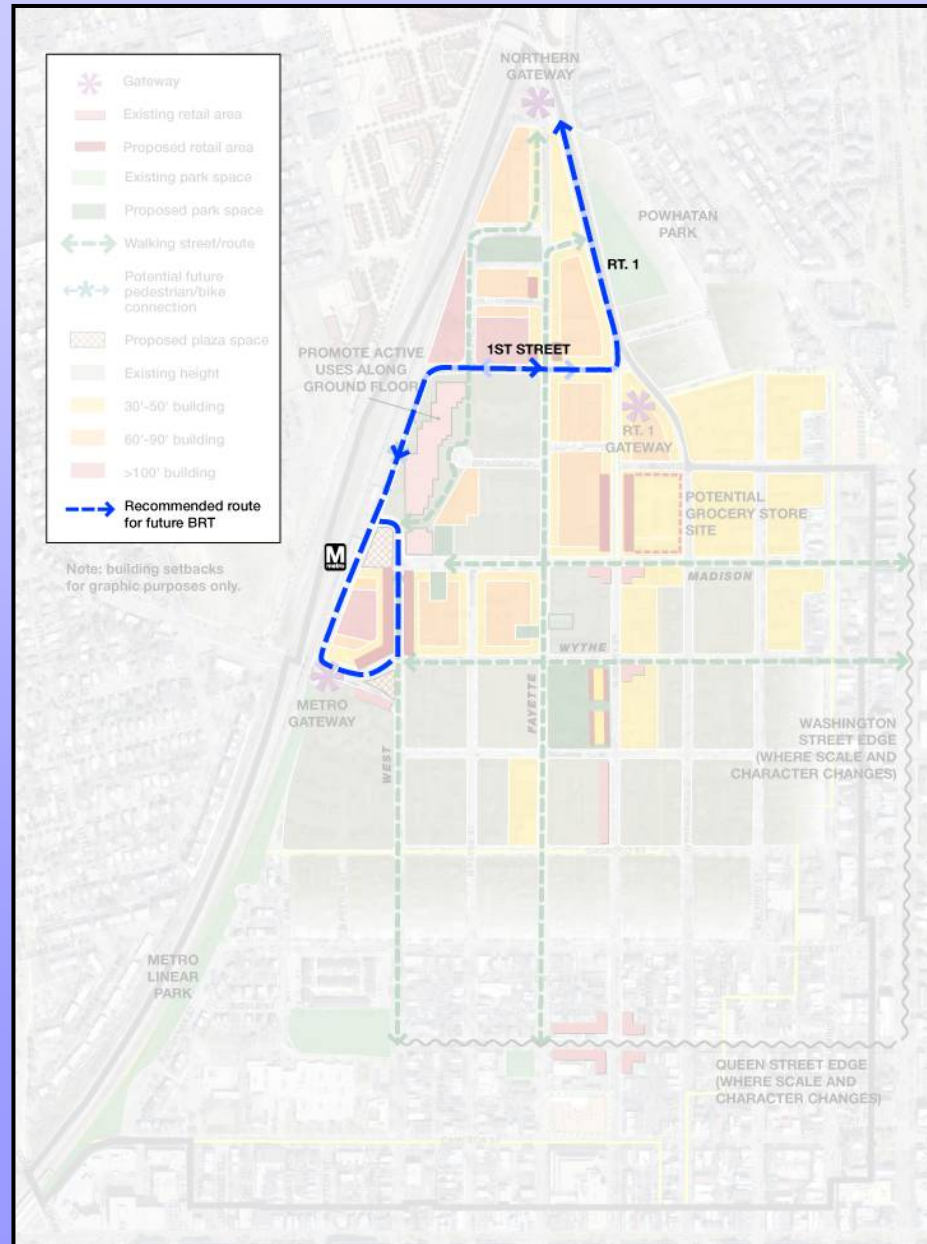 Gateway
Existing retail area
Proposed retail area
Existing park space
Proposed park space
Walking street/route
Potential future
pedestrian/bike
connection
Proposed plaza space
Existing height
30'-50' building
60'-90' building
>100' building
Recommended route
for future BRT
Note: building setbacks
for graphic purposes only.
NORTHERN
GATEWAY
POWHATAN
PARK
RT. 1
1ST STREET
PROMOTE ACTIVE
USES ALONG
GROUND FLOOR
RT. 1
GATEWAY
POTENTIAL
GROCERY STORE
SITE
M
metro
MADISON
WYTHE
METRO
GATEWAY
FAYETTE
WEST
WASHINGTON
STREET EDGE
(WHERE SCALE AND
CHARACTER CHANGES)
METRO
LINEAR
PARK
QUEEN STREET EDGE
(WHERE SCALE AND
CHARACTER CHANGES)